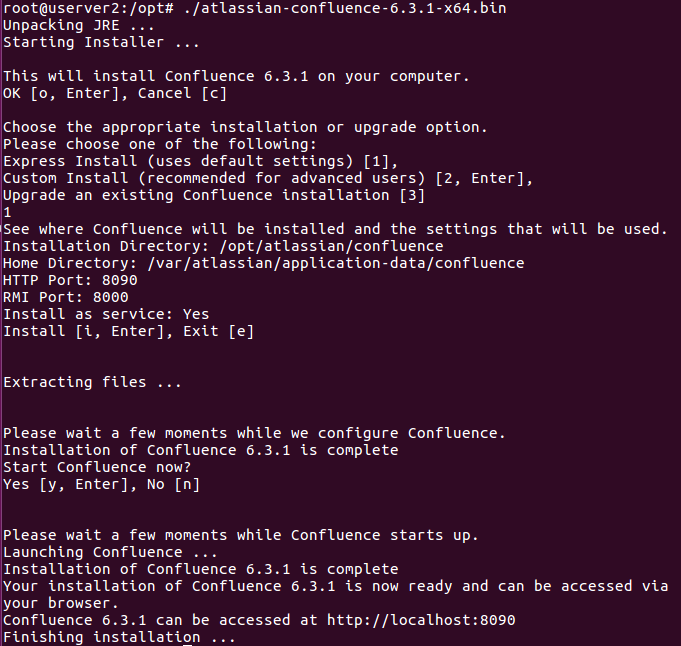 root@userver2:/opt# ./atlassian-confluence-6.3.1-x64.bin
Unpacking JRE ...
Starting Installer ...
This will install Confluence 6.3.1 on your computer.
OK [o, Enter], Cancel [c]
Choose the appropriate installation or upgrade option.
Please choose one of the following:
Express Install (uses default settings) [1],
Custom Install (recommended for advanced users) [2, Enter],
Upgrade an existing Confluence installation [3]
1
See where Confluence will be installed and the settings that will be used.
Installation Directory: /opt/atlassian/confluence
Home Directory: /var/atlassian/application-data/confluence
HTTP Port: 8090
RMI Port: 8000
Install as service: Yes
Install [i, Enter], Exit [e]
Extracting files ...
Please wait a few moments while we configure Confluence.
Installation of Confluence 6.3.1 is complete
Start Confluence now?
Yes [y, Enter], No [n]
Please wait a few moments while Confluence starts up.
Launching Confluence ...
Installation of Confluence 6.3.1 is complete
Your installation of Confluence 6.3.1 is now ready and can be accessed via
your browser.
Confluence 6.3.1 can be accessed at http://localhost:8090
Finishing installation ...